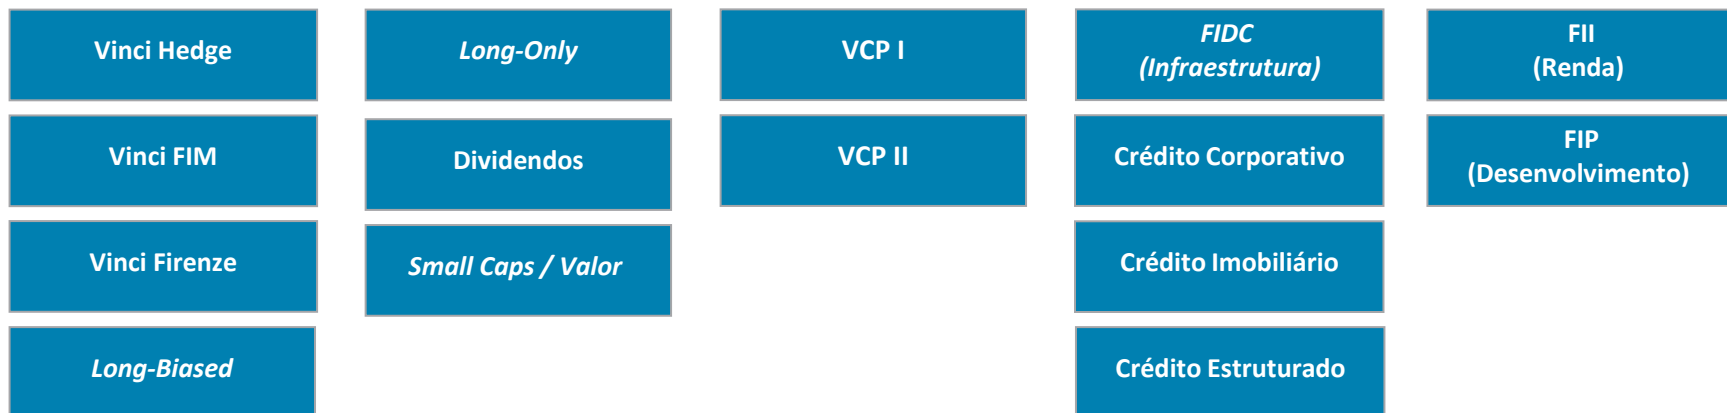 Vinci Hedge
Vinci FIM
Vinci Firenze
Long-Biased
Long-Only
Dividendos
Small Caps / Valor
VCP I
VCP II
FIDC
(Infraestrutura)
Crédito Corporativo
Crédito Imobiliário
Crédito Estruturado
FII
(Renda)
FIP
(Desenvolvimento)